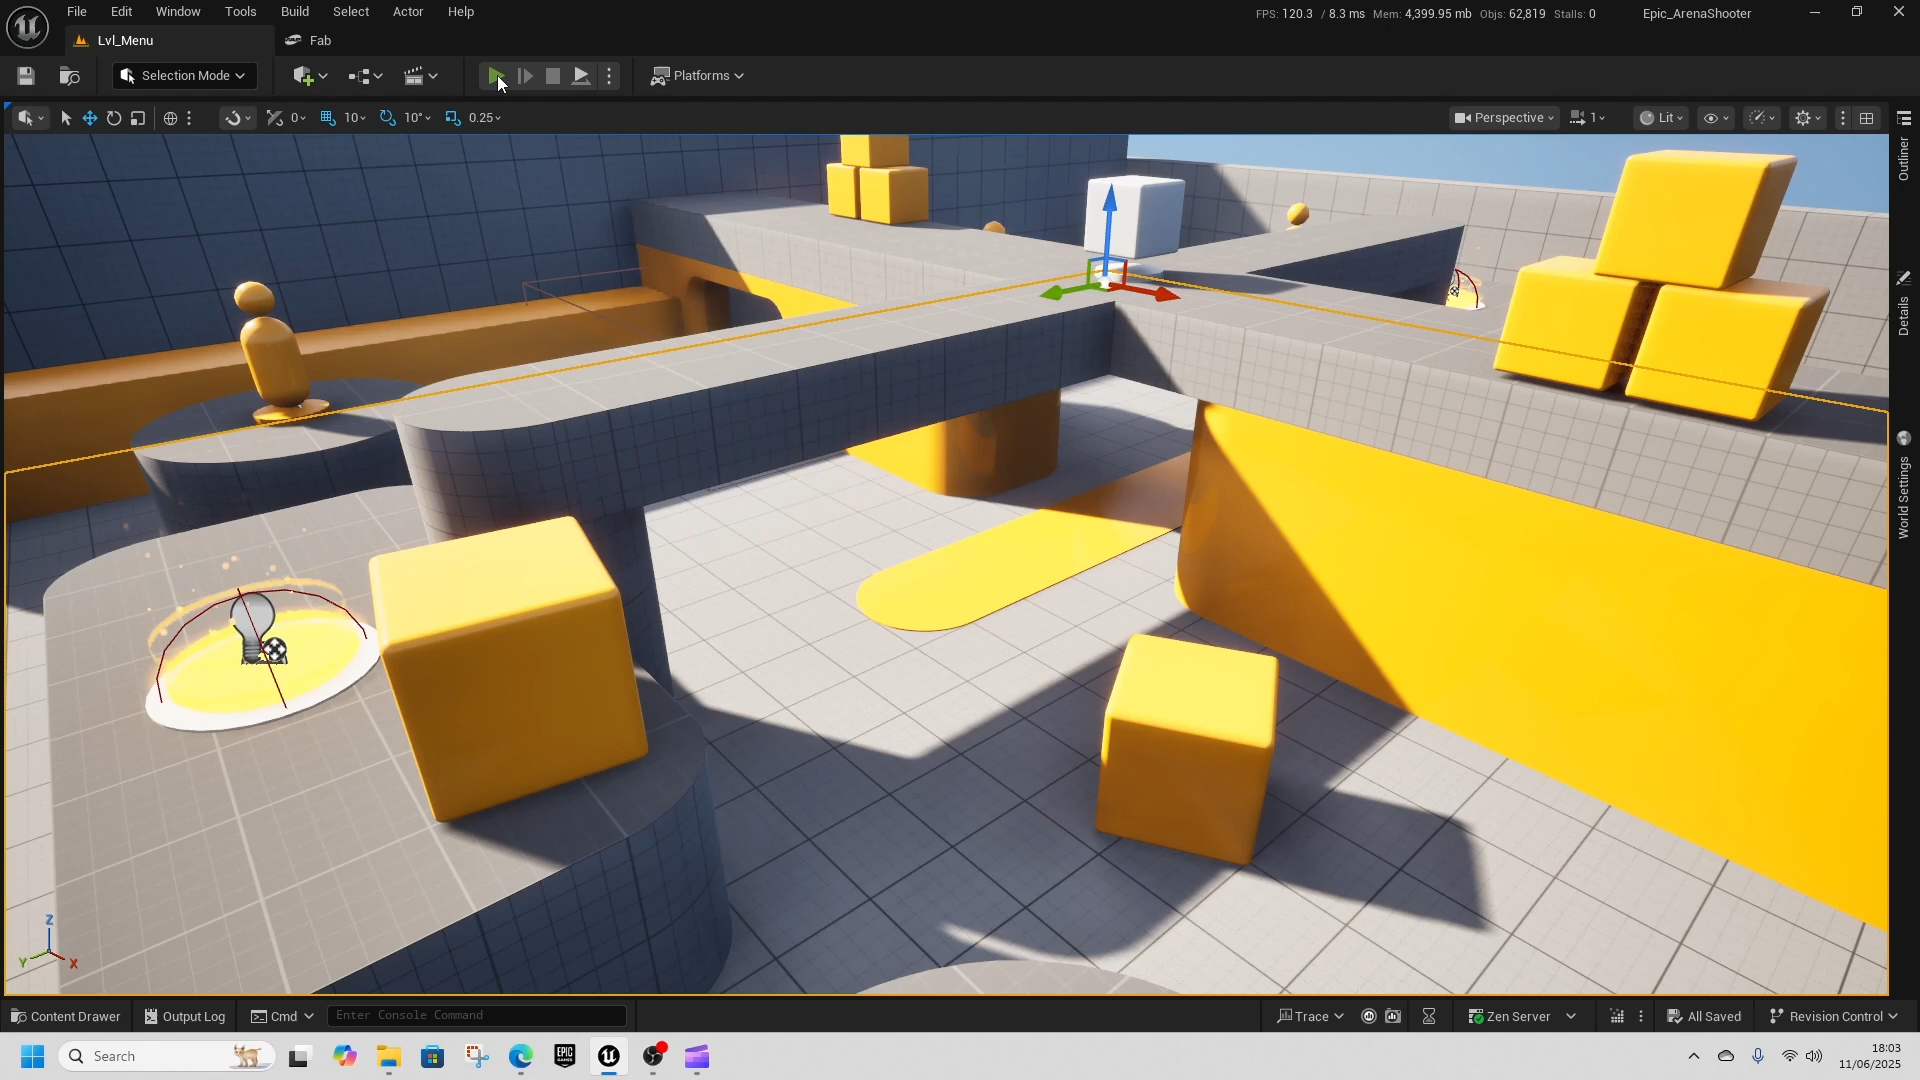 File Edit Window Tools Build Select Actor Help
FPS: 120.3 / 8.3 ms Mem: 4,399.95 mb Objs: 62,819 Stalls: 0
Epic_ArenaShooter
Lvl_Menu
Fab
Selection Mode
Platforms
0
10
10°
0.25
Perspective
1
Lit
Outliner
Details
World Settings
Z
Y
X
Content Drawer
Output Log
Cmd
Enter Console Command
Trace
Zen Server
All Saved
Revision Control
Search
EPIC
GAMES
18:03
11/06/2025